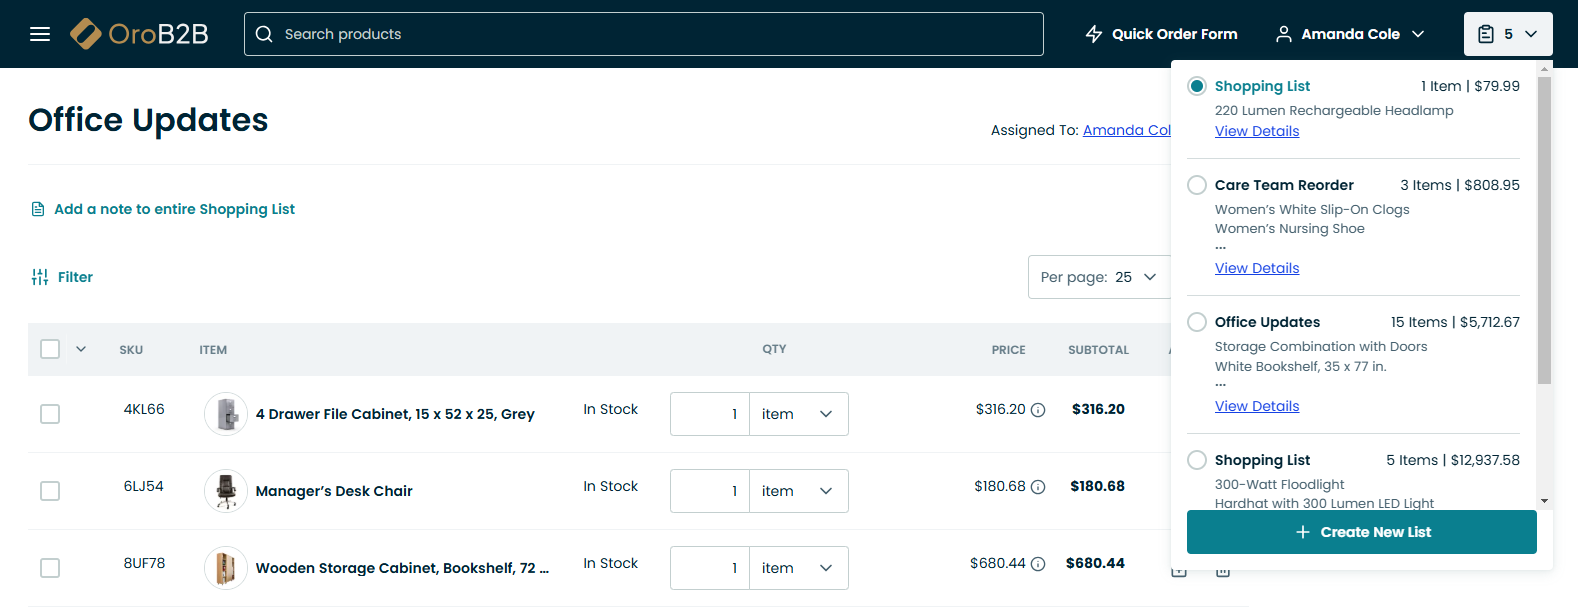 OroB2B
Search products
Quick Order Form
Amanda Cole
5
Office Updates
Assigned To: Amanda Col
Add a note to entire Shopping List
Filter
Per page: 25
SKU ITEM QTY PRICE SUBTOTAL
4KL66 4 Drawer File Cabinet, 15 x 52 x 25, Grey In Stock 1 item $316.20 $316.20
6LJ54 Manager’s Desk Chair In Stock 1 item $180.68 $180.68
8UF78 Wooden Storage Cabinet, Bookshelf, 72 ... In Stock 1 item $680.44 $680.44
Shopping List 1 Item | $79.99
220 Lumen Rechargeable Headlamp
View Details
Care Team Reorder 3 Items | $808.95
Women’s White Slip-On Clogs
Women’s Nursing Shoe
...
View Details
Office Updates 15 Items | $5,712.67
Storage Combination with Doors
White Bookshelf, 35 x 77 in.
...
View Details
Shopping List 5 Items | $12,937.58
300-Watt Floodlight
Hardhat with 300 Lumen LED Light
Create New List